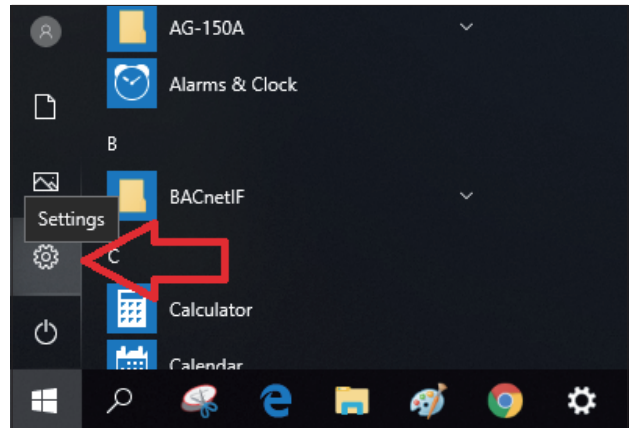 AG-150A
Alarms & Clock
B
BACnetIF
Settings
C
Calculator
Calendar